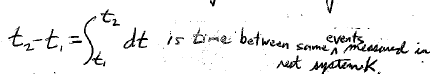 t₂-t₁ = ∫_{t₁}^{t₂} dt is time between same events measured in
rest system K.